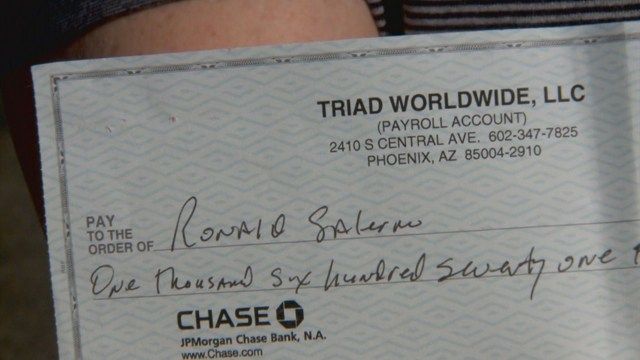 TRIAD WORLDWIDE, LLC
(PAYROLL ACCOUNT)
2410 S CENTRAL AVE. 602-347-7825
PHOENIX, AZ 85004-2910
PAY
TO THE
ORDER OF Ronald Salerno
One Thousand Six hundred seventy one
CHASE
JPMorgan Chase Bank, N.A.
www.Chase.com